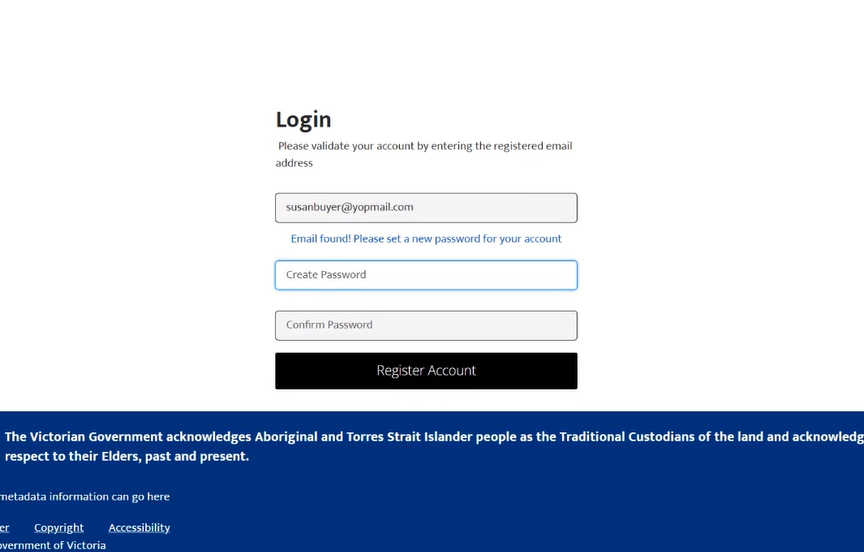 Login
Please validate your account by entering the registered email
address
susanbuyer@yopmail.com
Email found! Please set a new password for your account
Create Password
Confirm Password
Register Account
The Victorian Government acknowledges Aboriginal and Torres Strait Islander people as the Traditional Custodians of the land and
respect to their Elders, past and present.
metadata information can go here
Copyright Accessibility
of Victoria